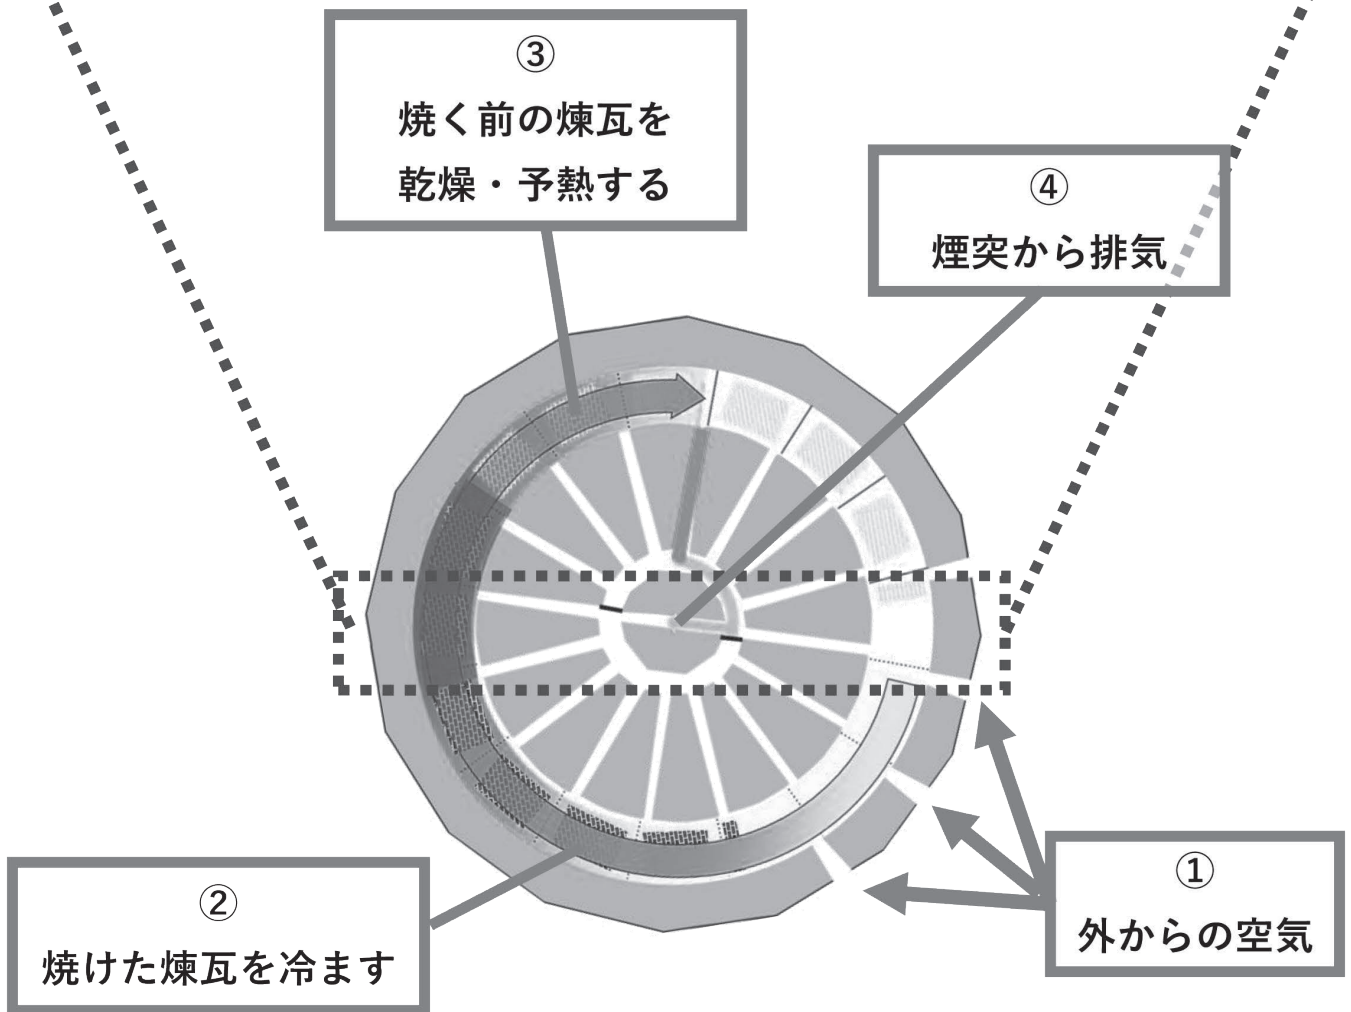 ③
焼く前の煉瓦を
乾燥・予熱する
④
煙突から排気
①
外からの空気
②
焼けた煉瓦を冷ます